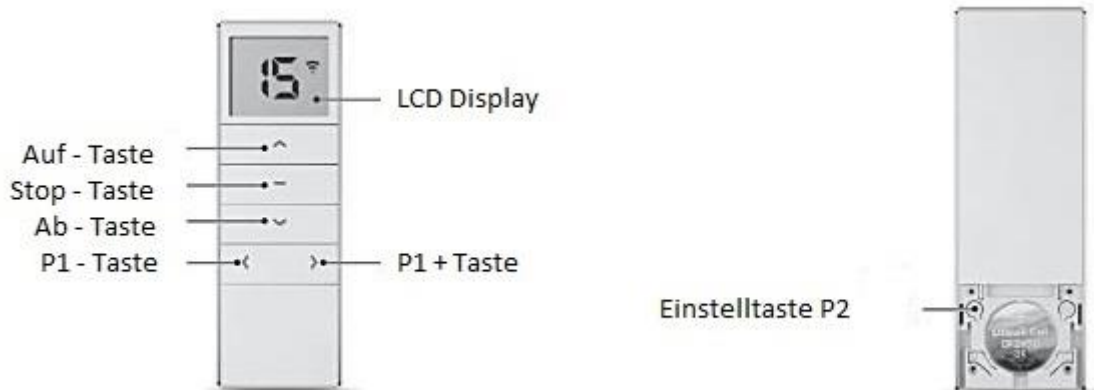 15
LCD Display
Auf - Taste
Stop - Taste
Ab - Taste
P1 - Taste
P1 + Taste
Einstelltaste P2